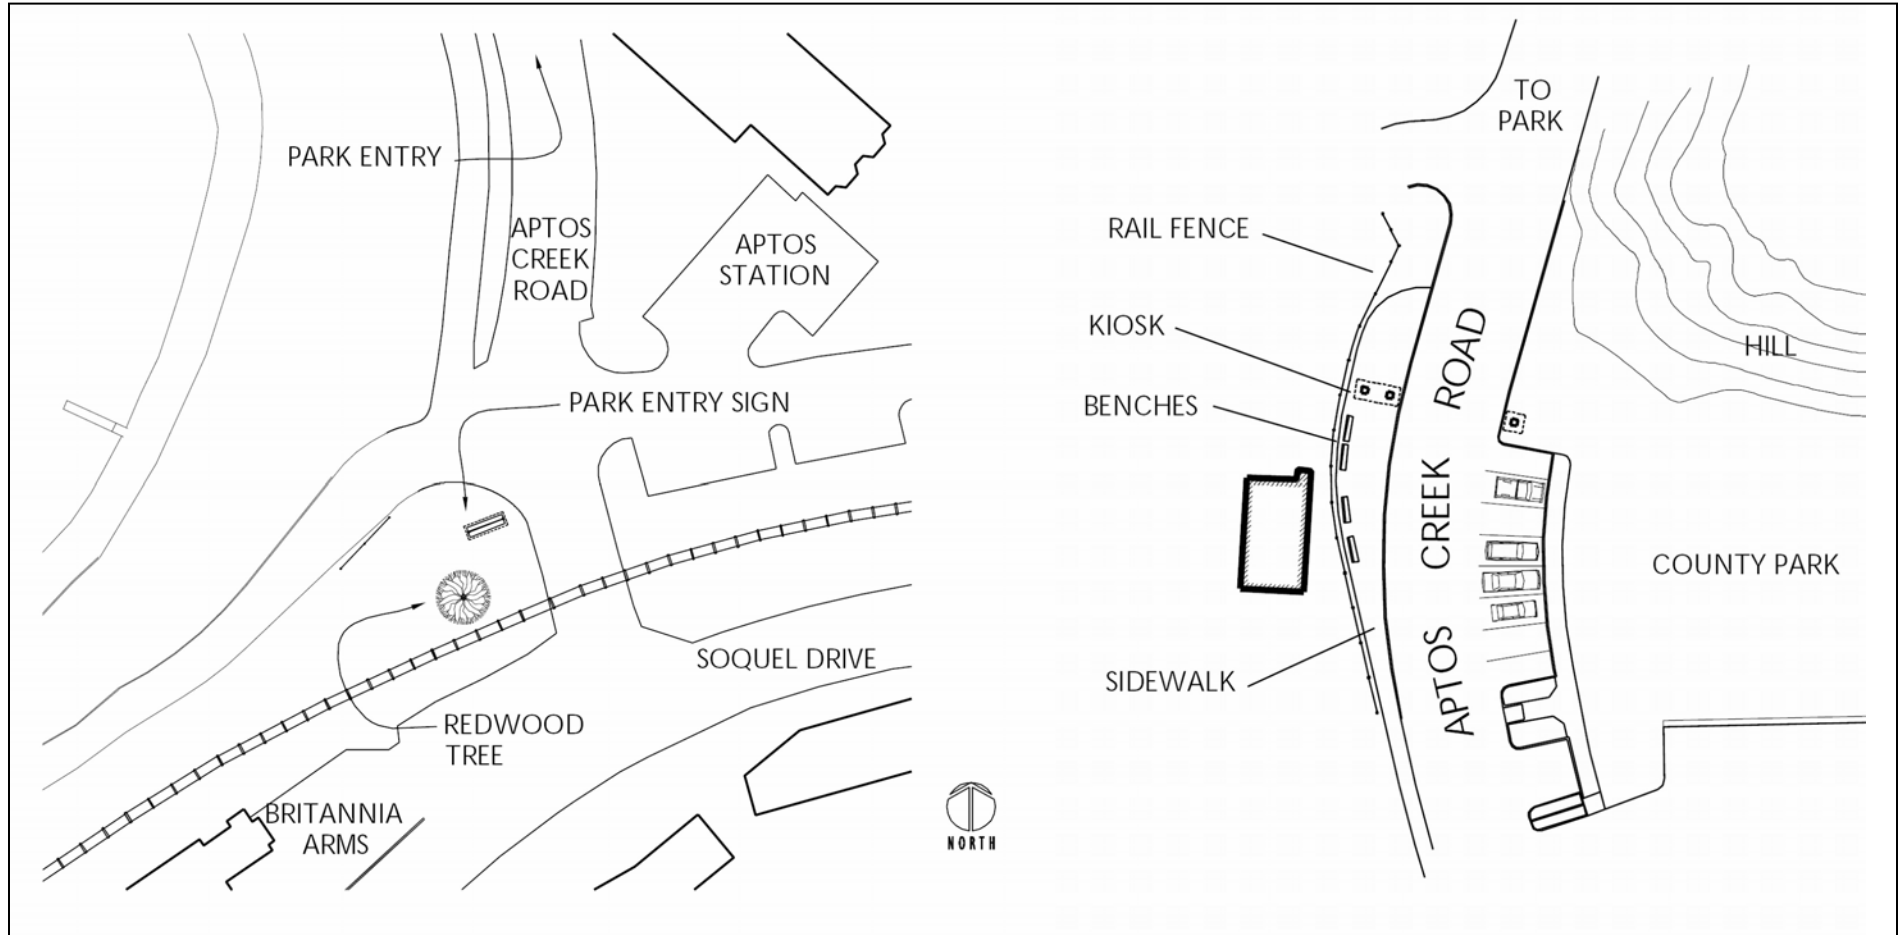 PARK ENTRY
APTOS
CREEK
ROAD
APTOS
STATION
PARK ENTRY SIGN
SOQUEL DRIVE
REDWOOD
TREE
BRITANNIA
ARMS
NORTH
TO
PARK
RAIL FENCE
KIOSK
BENCHES
HILL
COUNTY PARK
SIDEWALK
APTOS CREEK ROAD